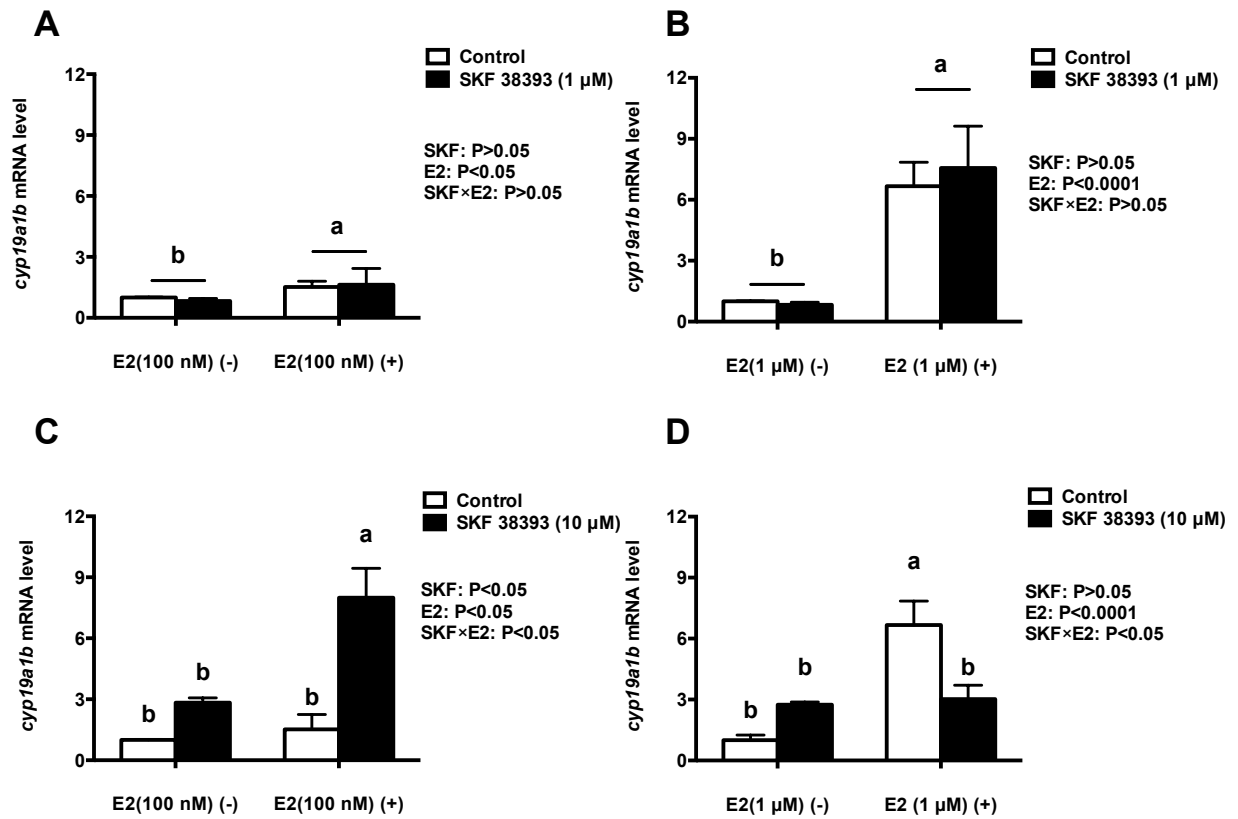 A
Control
SKF 38393 (1 µM)
SKF: P>0.05
E2: P<0.05
SKF×E2: P>0.05
cyp19a1b mRNA level
12
9
6
3
0
b
a
E2(100 nM) (-)
E2(100 nM) (+)
B
Control
SKF 38393 (1 µM)
SKF: P>0.05
E2: P<0.0001
SKF×E2: P>0.05
cyp19a1b mRNA level
12
9
6
3
0
b
a
E2(1 µM) (-)
E2 (1 µM) (+)
C
Control
SKF 38393 (10 µM)
SKF: P<0.05
E2: P<0.05
SKF×E2: P<0.05
cyp19a1b mRNA level
12
9
6
3
0
b
b
b
a
E2(100 nM) (-)
E2(100 nM) (+)
D
Control
SKF 38393 (10 µM)
SKF: P>0.05
E2: P<0.0001
SKF×E2: P<0.05
cyp19a1b mRNA level
12
9
6
3
0
b
b
a
b
E2(1 µM) (-)
E2 (1 µM) (+)